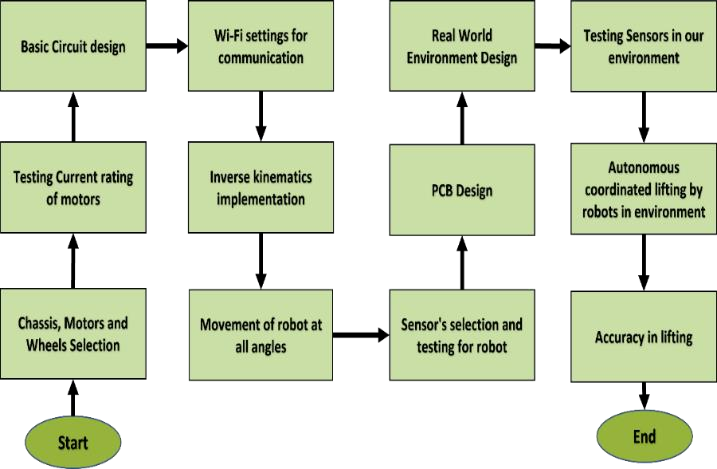 Start
Chassis, Motors and
Wheels Selection
Testing Current rating
of motors
Basic Circuit design
Wi-Fi settings for
communication
Inverse kinematics
implementation
Movement of robot at
all angles
Sensor's selection and
testing for robot
PCB Design
Real World
Environment Design
Testing Sensors in our
environment
Autonomous
coordinated lifting by
robots in environment
Accuracy in lifting
End